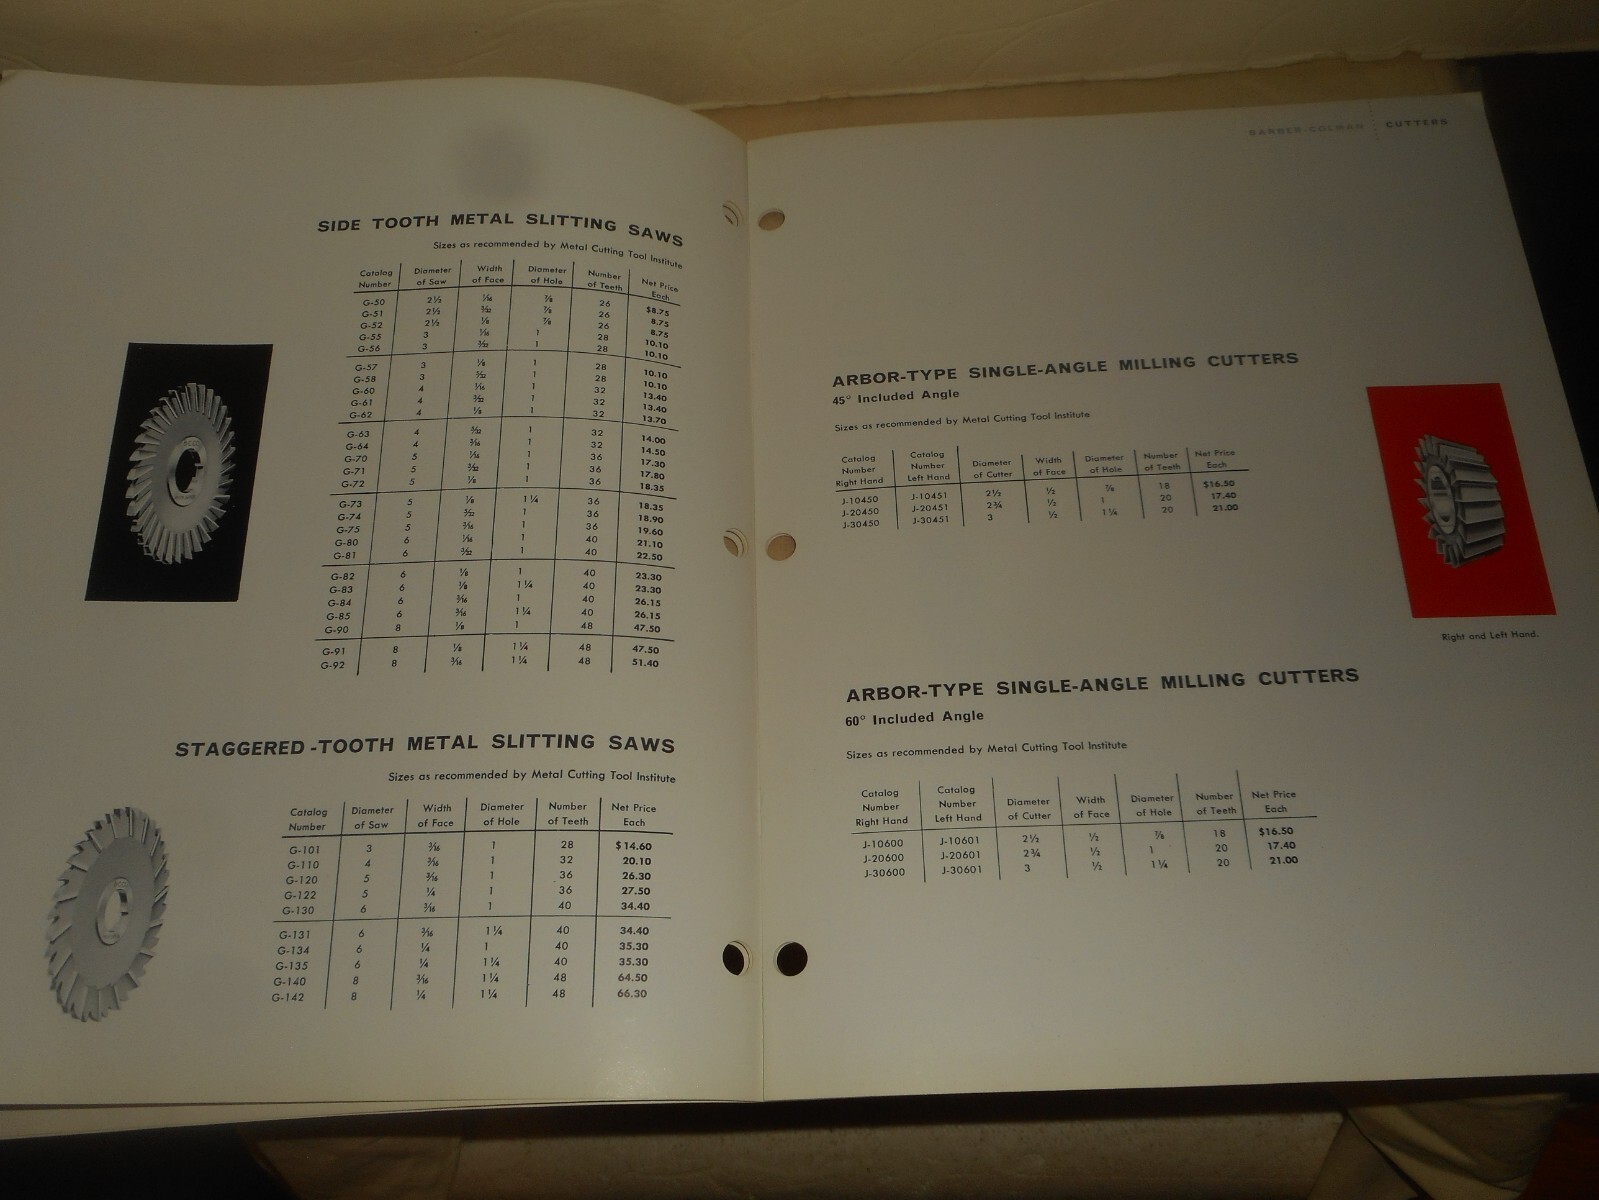 SIDE TOOTH METAL SLITTING SAWS
Sizes as recommended by Metal Cutting Tool Institute
Catalog Number Diameter of Saw Width of Face Diameter of Hole Number of Teeth Net Price Each
G-50 2½ 1/16 7/8 26 $8.75
G-51 2½ 3/32 7/8 26 8.75
G-52 2½ 1/8 7/8 26 8.75
G-55 3 1/16 1 28 10.10
G-56 3 3/32 1 28 10.10
G-57 3 1/8 1 28 10.10
G-58 3 5/32 1 28 10.10
G-60 4 1/16 1 32 13.40
G-61 4 3/32 1 32 13.40
G-62 4 1/8 1 32 13.70
G-63 4 5/32 1 32 14.00
G-64 4 3/16 1 32 14.50
G-70 5 1/16 1 36 17.30
G-71 5 3/32 1 36 17.80
G-72 5 1/8 1 36 18.35
G-73 5 1/8 1¼ 36 18.35
G-74 5 5/32 1 36 18.90
G-75 5 3/16 1 36 19.60
G-80 6 1/16 1 40 21.10
G-81 6 3/32 1 40 22.50
G-82 6 1/8 1 40 23.30
G-83 6 1/8 1¼ 40 23.30
G-84 6 3/16 1 40 26.15
G-85 6 3/16 1¼ 40 26.15
G-90 8 1/8 1 48 47.50
G-91 8 1/8 1¼ 48 47.50
G-92 8 3/16 1¼ 48 51.40
STAGGERED-TOOTH METAL SLITTING SAWS
Sizes as recommended by Metal Cutting Tool Institute
Catalog Number Diameter of Saw Width of Face Diameter of Hole Number of Teeth Net Price Each
G-101 3 3/16 1 28 $14.60
G-110 4 3/16 1 32 20.10
G-120 5 3/16 1 36 26.30
G-122 5 ¼ 1 36 27.50
G-130 6 3/16 1 40 34.40
G-131 6 3/16 1¼ 40 34.40
G-134 6 ¼ 1 40 35.30
G-135 6 ¼ 1¼ 40 35.30
G-140 8 3/16 1¼ 48 64.50
G-142 8 ¼ 1¼ 48 66.30
BARBER-COLMAN CUTTERS
ARBOR-TYPE SINGLE-ANGLE MILLING CUTTERS
45° Included Angle
Sizes as recommended by Metal Cutting Tool Institute
Catalog Number Right Hand Catalog Number Left Hand Diameter of Cutter Width of Face Diameter of Hole Number of Teeth Net Price Each
J-10450 J-10451 2½ ½ 7/8 18 $16.50
J-20450 J-20451 2¾ ½ 1 20 17.40
J-30450 J-30451 3 ½ 1¼ 20 21.00
Right and Left Hand.
ARBOR-TYPE SINGLE-ANGLE MILLING CUTTERS
60° Included Angle
Sizes as recommended by Metal Cutting Tool Institute
Catalog Number Right Hand Catalog Number Left Hand Diameter of Cutter Width of Face Diameter of Hole Number of Teeth Net Price Each
J-10600 J-10601 2½ ½ 7/8 18 $16.50
J-20600 J-20601 2¾ ½ 1 20 17.40
J-30600 J-30601 3 ½ 1¼ 20 21.00